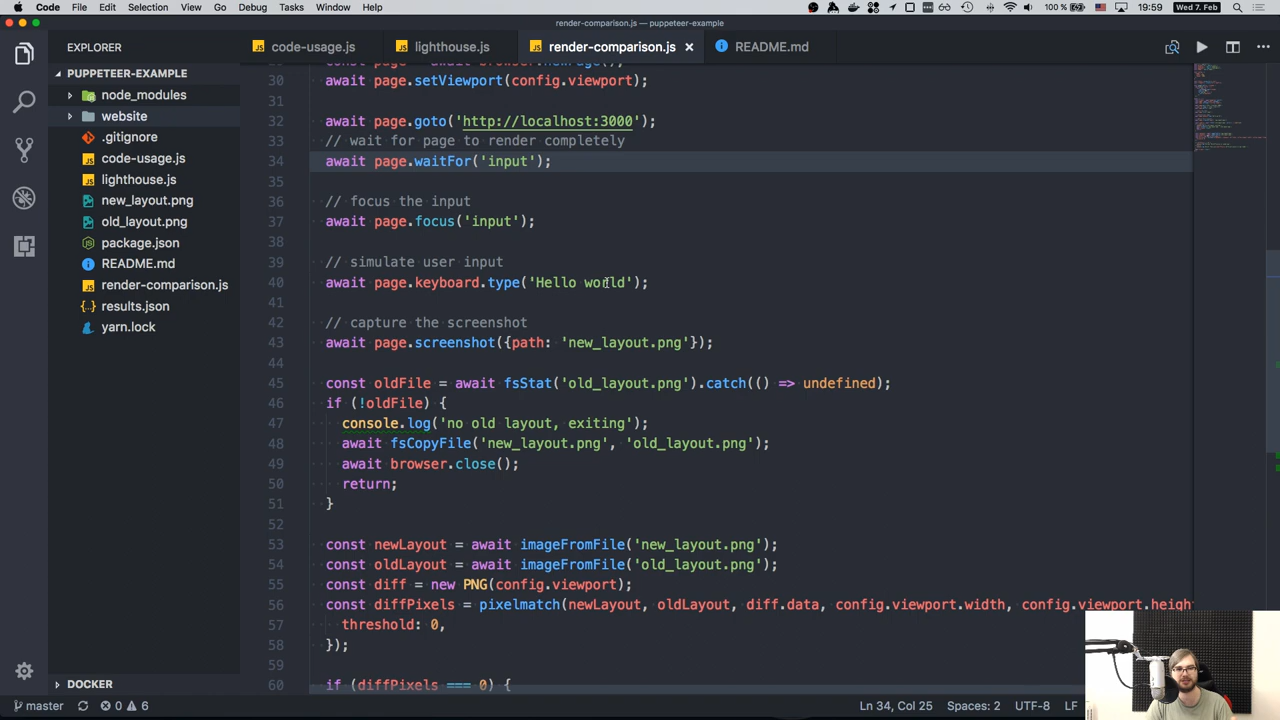 Code File Edit Selection View Go Debug Tasks Window Help 100 % 19:59 Wed 7. Feb
render-comparison.js — puppeteer-example
EXPLORER
code-usage.js lighthouse.js render-comparison.js × README.md
PUPPETEER-EXAMPLE
node_modules
website
.gitignore
code-usage.js
lighthouse.js
new_layout.png
old_layout.png
package.json
README.md
render-comparison.js
results.json
yarn.lock
DOCKER
30 await page.setViewport(config.viewport);
31
32 await page.goto('http://localhost:3000');
33 // wait for page to render completely
34 await page.waitFor('input');
35
36 // focus the input
37 await page.focus('input');
38
39 // simulate user input
40 await page.keyboard.type('Hello world');
41
42 // capture the screenshot
43 await page.screenshot({path: 'new_layout.png'});
44
45 const oldFile = await fsStat('old_layout.png').catch(() => undefined);
46 if (!oldFile) {
47 console.log('no old layout, exiting');
48 await fsCopyFile('new_layout.png', 'old_layout.png');
49 await browser.close();
50 return;
51 }
52
53 const newLayout = await imageFromFile('new_layout.png');
54 const oldLayout = await imageFromFile('old_layout.png');
55 const diff = new PNG(config.viewport);
56 const diffPixels = pixelmatch(newLayout, oldLayout, diff.data, config.viewport.width, config.viewport.height
57 threshold: 0,
58 });
59
60 if (diffPixels === 0) {
master 0 6 Ln 34, Col 25 Spaces: 2 UTF-8 LF